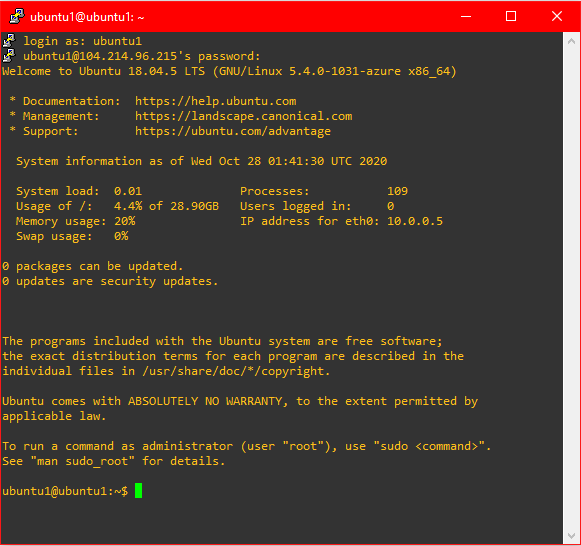 ubuntu1@ubuntu1: ~
login as: ubuntu1
ubuntu1@104.214.96.215's password:
Welcome to Ubuntu 18.04.5 LTS (GNU/Linux 5.4.0-1031-azure x86_64)
* Documentation:  https://help.ubuntu.com
* Management:     https://landscape.canonical.com
* Support:        https://ubuntu.com/advantage
System information as of Wed Oct 28 01:41:30 UTC 2020
System load:  0.01              Processes:           109
Usage of /:   4.4% of 28.90GB   Users logged in:     0
Memory usage: 20%               IP address for eth0: 10.0.0.5
Swap usage:   0%
0 packages can be updated.
0 updates are security updates.
The programs included with the Ubuntu system are free software;
the exact distribution terms for each program are described in the
individual files in /usr/share/doc/*/copyright.
Ubuntu comes with ABSOLUTELY NO WARRANTY, to the extent permitted by
applicable law.
To run a command as administrator (user "root"), use "sudo <command>".
See "man sudo_root" for details.
ubuntu1@ubuntu1:~$